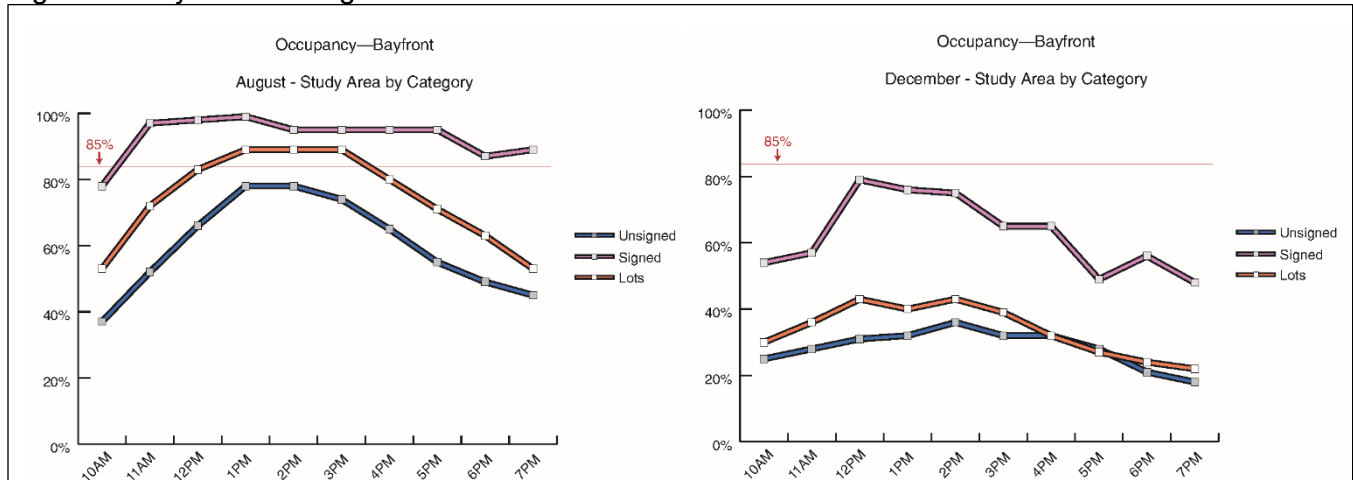 Occupancy—Bayfront
August - Study Area by Category
100%
85%
80%
60%
40%
20%
0%
10AM
11AM
12PM
1PM
2PM
3PM
4PM
5PM
6PM
7PM
Unsigned
Signed
Lots
Occupancy—Bayfront
December - Study Area by Category
100%
85%
80%
60%
40%
20%
0%
10AM
11AM
12PM
1PM
2PM
3PM
4PM
5PM
6PM
7PM
Unsigned
Signed
Lots